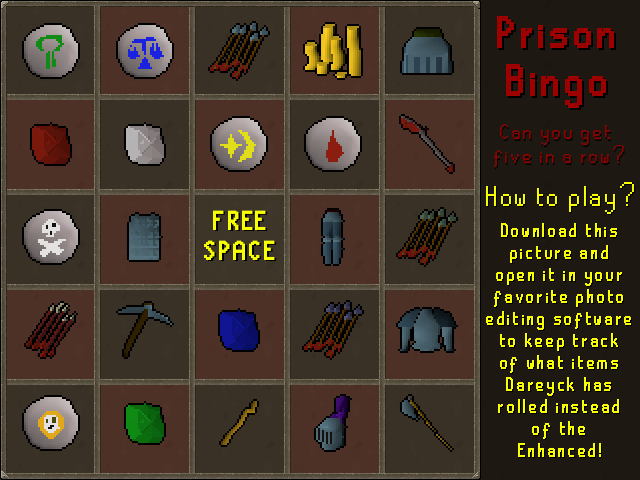 Prison
Bingo
Can you get
five in a row?
How to play?
Download this
picture and
open it in your
favorite photo
editing software
to keep track
of what items
Dareyck has
rolled instead
of the
Enhanced!
FREE
SPACE